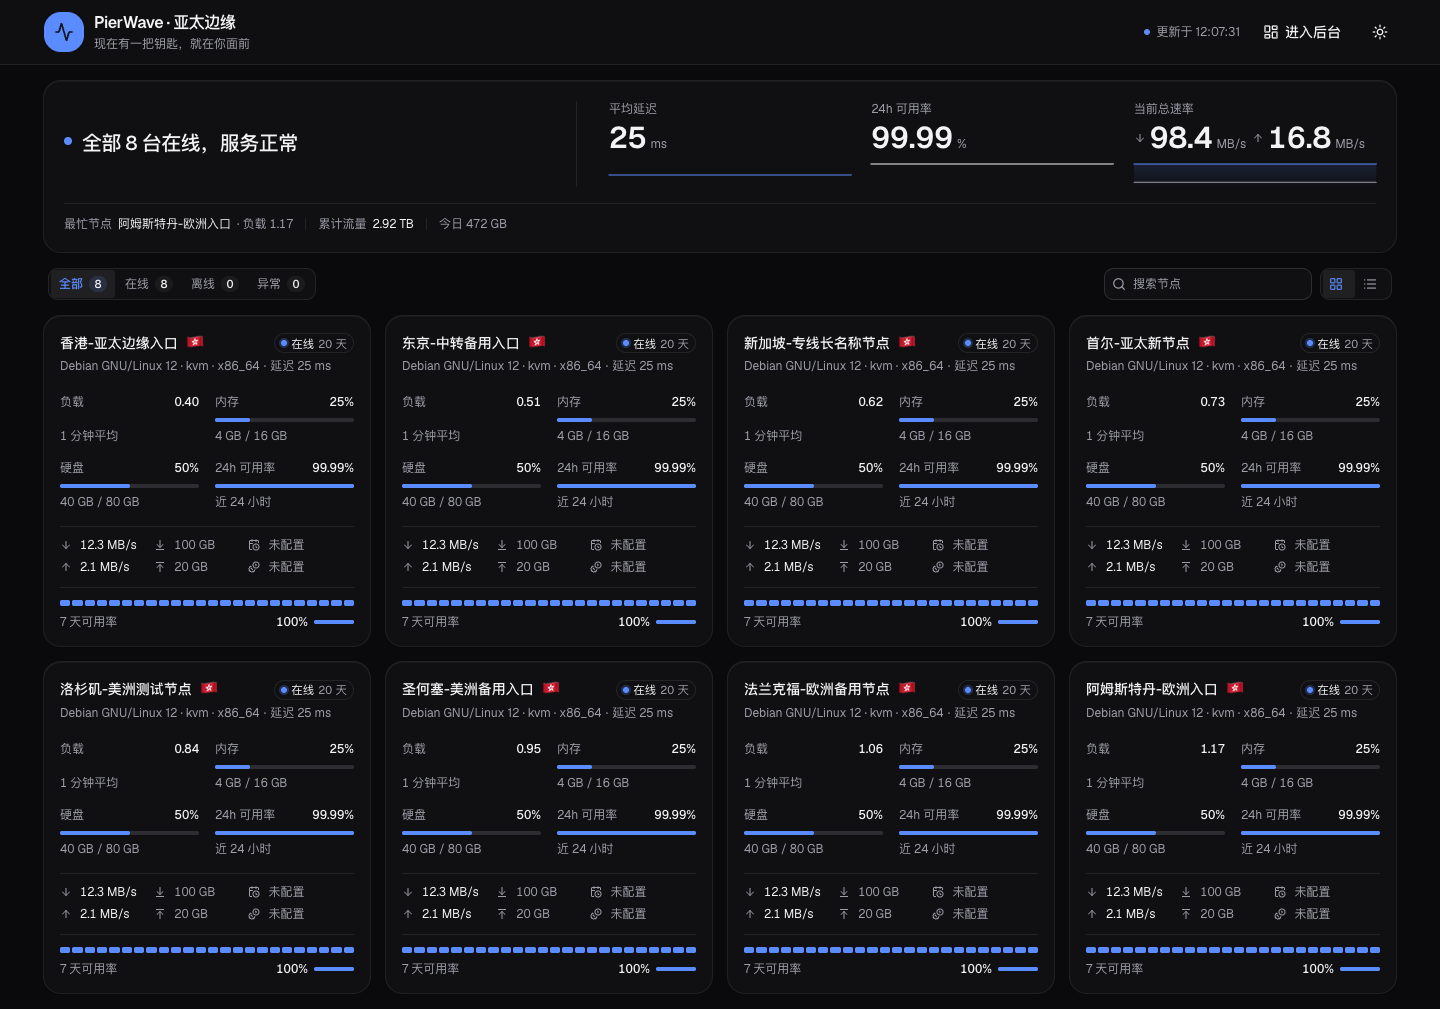 PierWave · 亚太边缘
现在有一把钥匙，就在你面前
更新于 12:07:31
进入后台
全部 8 台在线，服务正常
平均延迟
25 ms
24h 可用率
99.99 %
当前总速率
↓ 98.4 MB/s ↑ 16.8 MB/s
最忙节点 阿姆斯特丹-欧洲入口 · 负载 1.17
累计流量 2.92 TB
今日 472 GB
全部 8 在线 8 离线 0 异常 0
搜索节点
香港-亚太边缘入口
在线 20 天
Debian GNU/Linux 12 · kvm · x86_64 · 延迟 25 ms
负载 0.40 内存 25%
1 分钟平均 4 GB / 16 GB
硬盘 50% 24h 可用率 99.99%
40 GB / 80 GB 近 24 小时
↓ 12.3 MB/s 100 GB 未配置
↑ 2.1 MB/s 20 GB 未配置
7 天可用率 100%
东京-中转备用入口
在线 20 天
Debian GNU/Linux 12 · kvm · x86_64 · 延迟 25 ms
负载 0.51 内存 25%
1 分钟平均 4 GB / 16 GB
硬盘 50% 24h 可用率 99.99%
40 GB / 80 GB 近 24 小时
↓ 12.3 MB/s 100 GB 未配置
↑ 2.1 MB/s 20 GB 未配置
7 天可用率 100%
新加坡-专线长名称节点
在线 20 天
Debian GNU/Linux 12 · kvm · x86_64 · 延迟 25 ms
负载 0.62 内存 25%
1 分钟平均 4 GB / 16 GB
硬盘 50% 24h 可用率 99.99%
40 GB / 80 GB 近 24 小时
↓ 12.3 MB/s 100 GB 未配置
↑ 2.1 MB/s 20 GB 未配置
7 天可用率 100%
首尔-亚太新节点
在线 20 天
Debian GNU/Linux 12 · kvm · x86_64 · 延迟 25 ms
负载 0.73 内存 25%
1 分钟平均 4 GB / 16 GB
硬盘 50% 24h 可用率 99.99%
40 GB / 80 GB 近 24 小时
↓ 12.3 MB/s 100 GB 未配置
↑ 2.1 MB/s 20 GB 未配置
7 天可用率 100%
洛杉矶-美洲测试节点
在线 20 天
Debian GNU/Linux 12 · kvm · x86_64 · 延迟 25 ms
负载 0.84 内存 25%
1 分钟平均 4 GB / 16 GB
硬盘 50% 24h 可用率 99.99%
40 GB / 80 GB 近 24 小时
↓ 12.3 MB/s 100 GB 未配置
↑ 2.1 MB/s 20 GB 未配置
7 天可用率 100%
圣何塞-美洲备用入口
在线 20 天
Debian GNU/Linux 12 · kvm · x86_64 · 延迟 25 ms
负载 0.95 内存 25%
1 分钟平均 4 GB / 16 GB
硬盘 50% 24h 可用率 99.99%
40 GB / 80 GB 近 24 小时
↓ 12.3 MB/s 100 GB 未配置
↑ 2.1 MB/s 20 GB 未配置
7 天可用率 100%
法兰克福-欧洲备用节点
在线 20 天
Debian GNU/Linux 12 · kvm · x86_64 · 延迟 25 ms
负载 1.06 内存 25%
1 分钟平均 4 GB / 16 GB
硬盘 50% 24h 可用率 99.99%
40 GB / 80 GB 近 24 小时
↓ 12.3 MB/s 100 GB 未配置
↑ 2.1 MB/s 20 GB 未配置
7 天可用率 100%
阿姆斯特丹-欧洲入口
在线 20 天
Debian GNU/Linux 12 · kvm · x86_64 · 延迟 25 ms
负载 1.17 内存 25%
1 分钟平均 4 GB / 16 GB
硬盘 50% 24h 可用率 99.99%
40 GB / 80 GB 近 24 小时
↓ 12.3 MB/s 100 GB 未配置
↑ 2.1 MB/s 20 GB 未配置
7 天可用率 100%